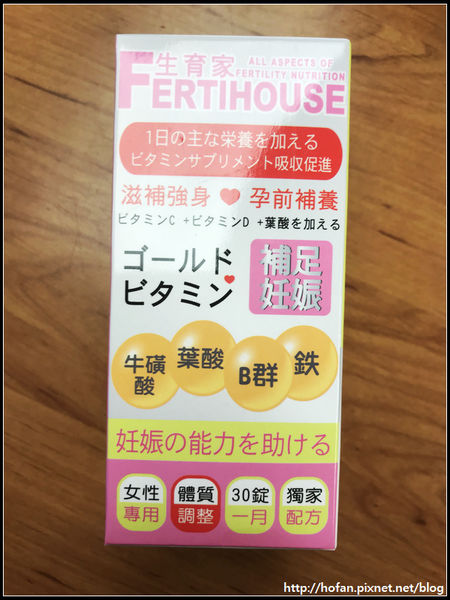 生育家
ALL ASPECTS OF
FERTILITY NUTRITION
FERTIHOUSE
1日の主な栄養を加える
ビタミンサプリメント吸収促進
滋補強身 ♥ 孕前補養
ビタミンC +ビタミンD +葉酸を加える
ゴールド
ビタミン
補足
妊娠
牛磺
酸
葉酸
B群
鉄
妊娠の能力を助ける
女性
專用
體質
調整
30錠
一月
獨家
配方
http://hofan.pixnet.net/blog